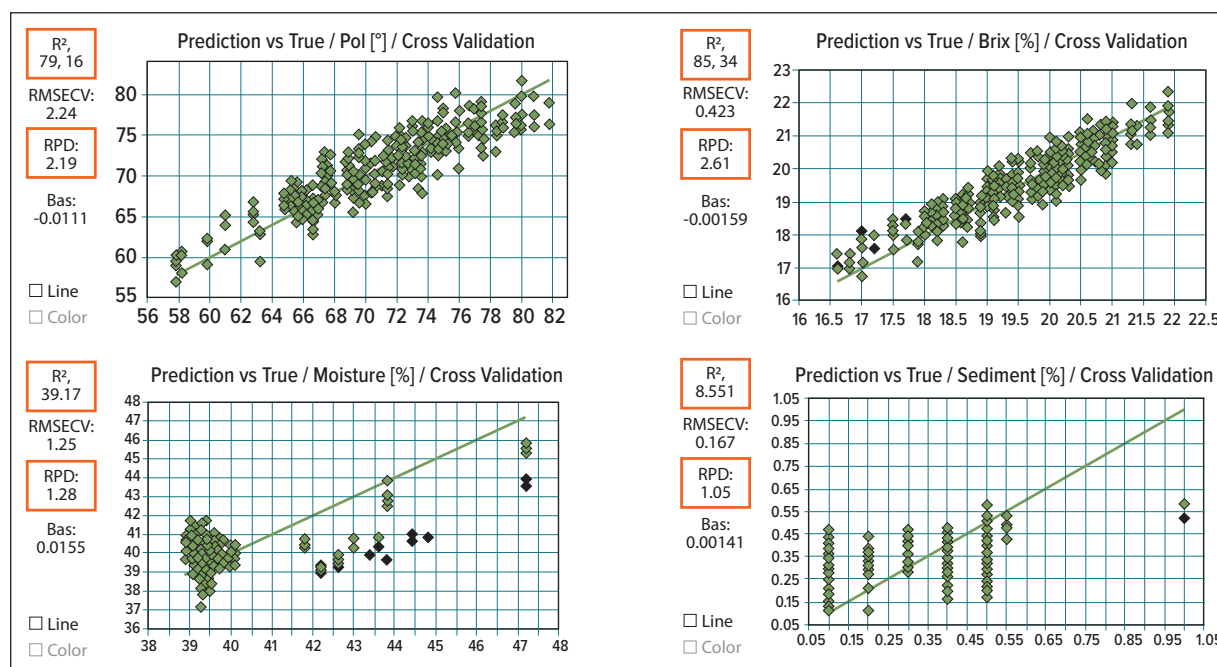 R²,
79, 16
RMSECV:
2.24
RPD:
2.19
Bas:
-0.0111
Line
Color
Prediction vs True / Pol [°] / Cross Validation
80
75
70
65
60
55
56 58 60 62 64 66 68 70 72 74 76 78 80 82
R²,
85, 34
RMSECV:
0.423
RPD:
2.61
Bas:
-0.00159
Line
Color
Prediction vs True / Brix [%] / Cross Validation
23
22
21
20
19
18
17
16
16 16.5 17 17.5 18 18.5 19 19.5 20 20.5 21 21.5 22 22.5
R²,
39.17
RMSECV:
1.25
RPD:
1.28
Bas:
0.0155
Line
Color
Prediction vs True / Moisture [%] / Cross Validation
48
47
46
45
44
43
42
41
40
39
38
37
36
38 39 40 41 42 43 44 45 46 47 48
R²,
8.551
RMSECV:
0.167
RPD:
1.05
Bas:
0.00141
Line
Color
Prediction vs True / Sediment [%] / Cross Validation
1.05
0.95
0.85
0.75
0.65
0.55
0.45
0.35
0.25
0.15
0.05
0.05 0.15 0.25 0.35 0.45 0.55 0.65 0.75 0.85 0.95 1.05